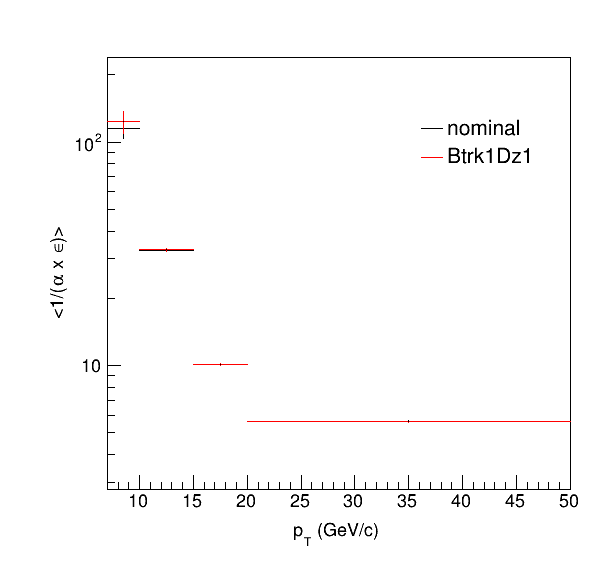 <1/(α x ϵ)>
10²
10
nominal
Btrk1Dz1
10 15 20 25 30 35 40 45 50
p_T (GeV/c)